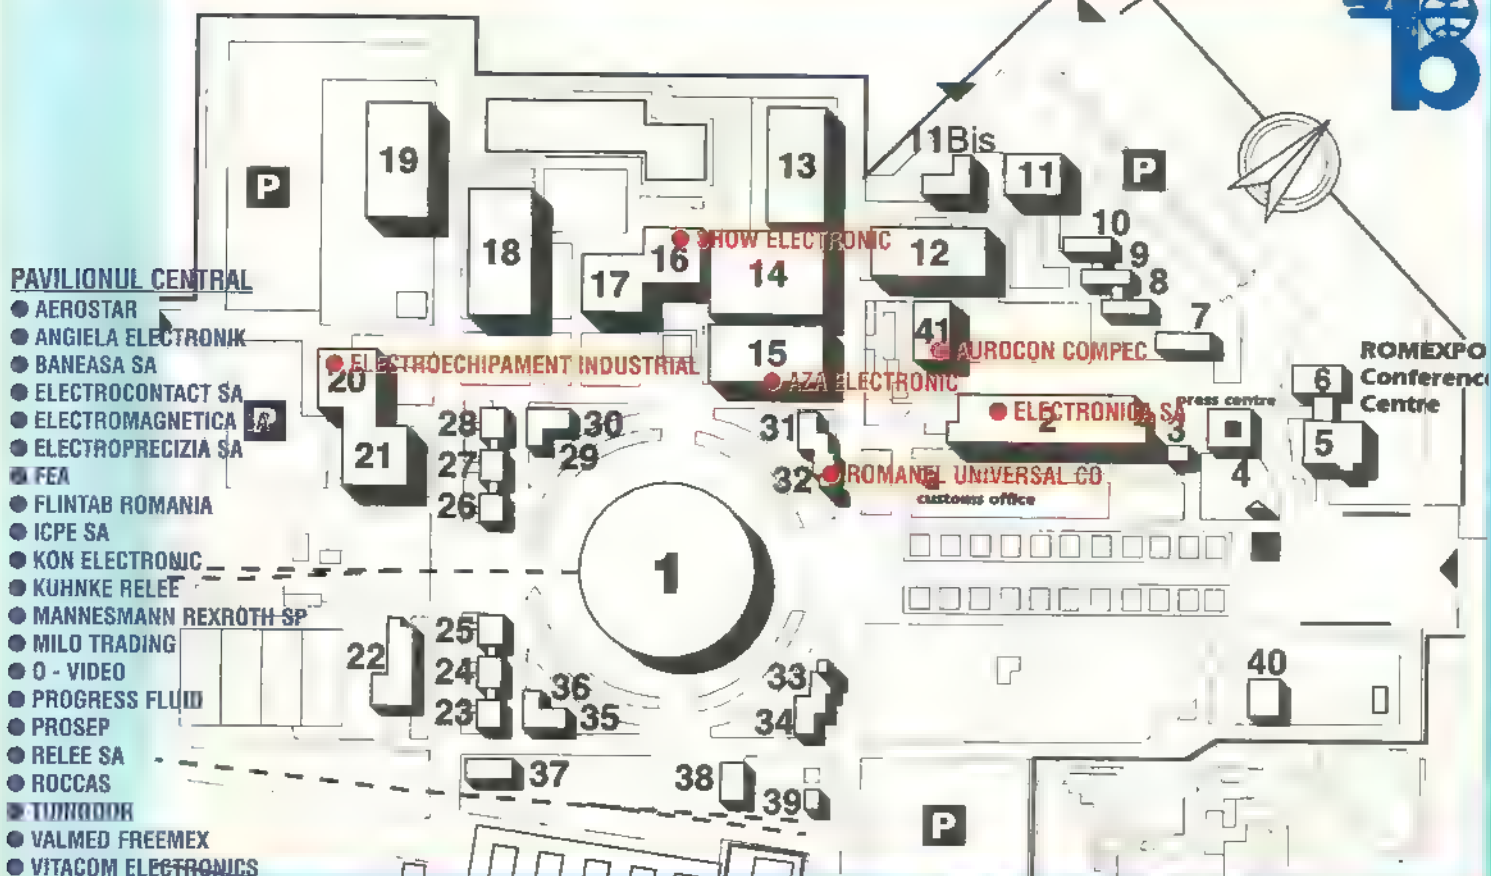 11Bis
P
19
13
11
P
10
18
16
SHOW ELECTRONIC
12
9
17
14
8
PAVILIONUL CENTRAL
AEROSTAR
ANGIELA ELECTRONIK
BANEASA SA
ELECTROCONTACT SA
ELECTROMAGNETICA
ELECTROPRECIZIA SA
FEA
FLINTAB ROMANIA
ICPE SA
KON ELECTRONIC
KUHNKE RELEE
MANNESMANN REXROTH SP
MILO TRADING
O - VIDEO
PROGRESS FLUID
PROSEP
RELEE SA
ROCCAS
VALMED FREEMEX
VITACOM ELECTRONICS
7
41
AUROCON COMPEC
15
AZA ELECTRONIC
ELECTROECHIPAMENT INDUSTRIAL
20
ROMEXPO
Conference
Centre
6
5
press centre
ELECTRONICA SA
2
3
4
P
28
30
31
21
27
29
32
ROMANEL UNIVERSAL CO
customs office
26
1
25
22
24
36
33
40
23
35
34
37
38
39
P
b